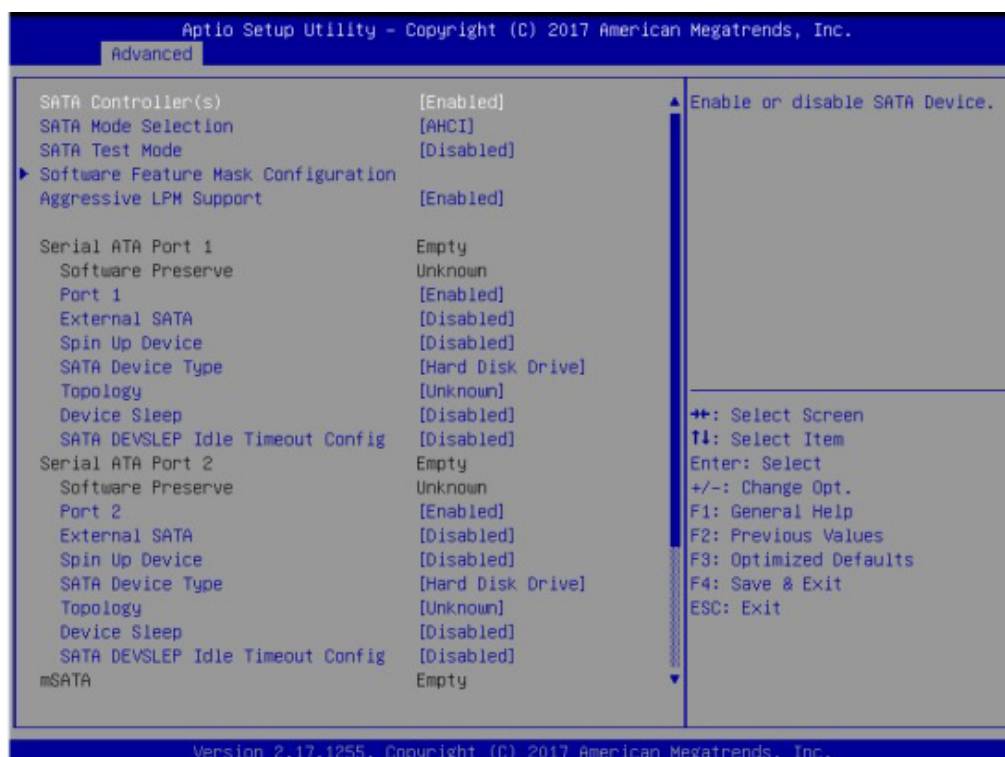 Aptio Setup Utility – Copyright (C) 2017 American Megatrends, Inc.
Advanced
SATA Controller(s) [Enabled]
SATA Mode Selection [AHCI]
SATA Test Mode [Disabled]
Software Feature Mask Configuration
Aggressive LPM Support [Enabled]
Serial ATA Port 1 Empty
Software Preserve Unknown
Port 1 [Enabled]
External SATA [Disabled]
Spin Up Device [Disabled]
SATA Device Type [Hard Disk Drive]
Topology [Unknown]
Device Sleep [Disabled]
SATA DEVSLEP Idle Timeout Config [Disabled]
Serial ATA Port 2 Empty
Software Preserve Unknown
Port 2 [Enabled]
External SATA [Disabled]
Spin Up Device [Disabled]
SATA Device Type [Hard Disk Drive]
Topology [Unknown]
Device Sleep [Disabled]
SATA DEVSLEP Idle Timeout Config [Disabled]
mSATA Empty
Enable or disable SATA Device.
→←: Select Screen
↑↓: Select Item
Enter: Select
+/-: Change Opt.
F1: General Help
F2: Previous Values
F3: Optimized Defaults
F4: Save & Exit
ESC: Exit
Version 2.17.1255. Copyright (C) 2017 American Megatrends, Inc.